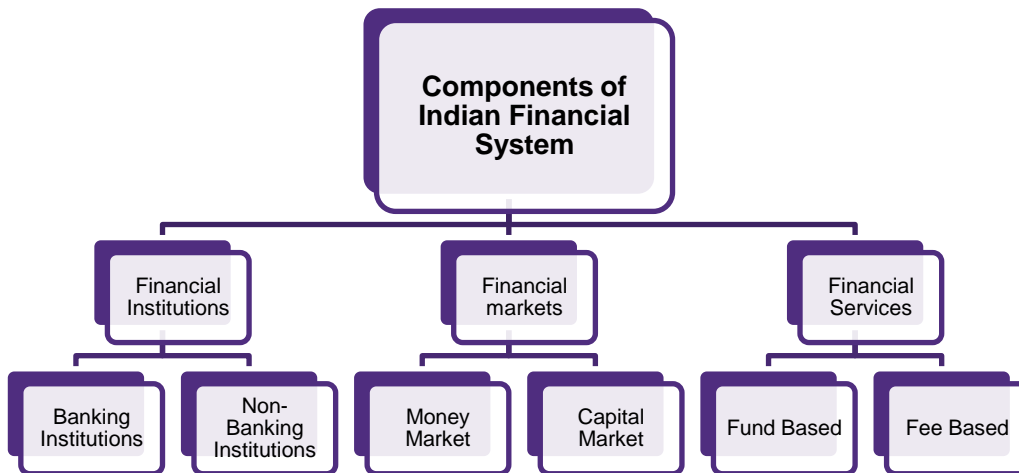 Components of
Indian Financial
System
Financial
Institutions
Financial
markets
Financial
Services
Banking
Institutions
Non-
Banking
Institutions
Money
Market
Capital
Market
Fund Based
Fee Based